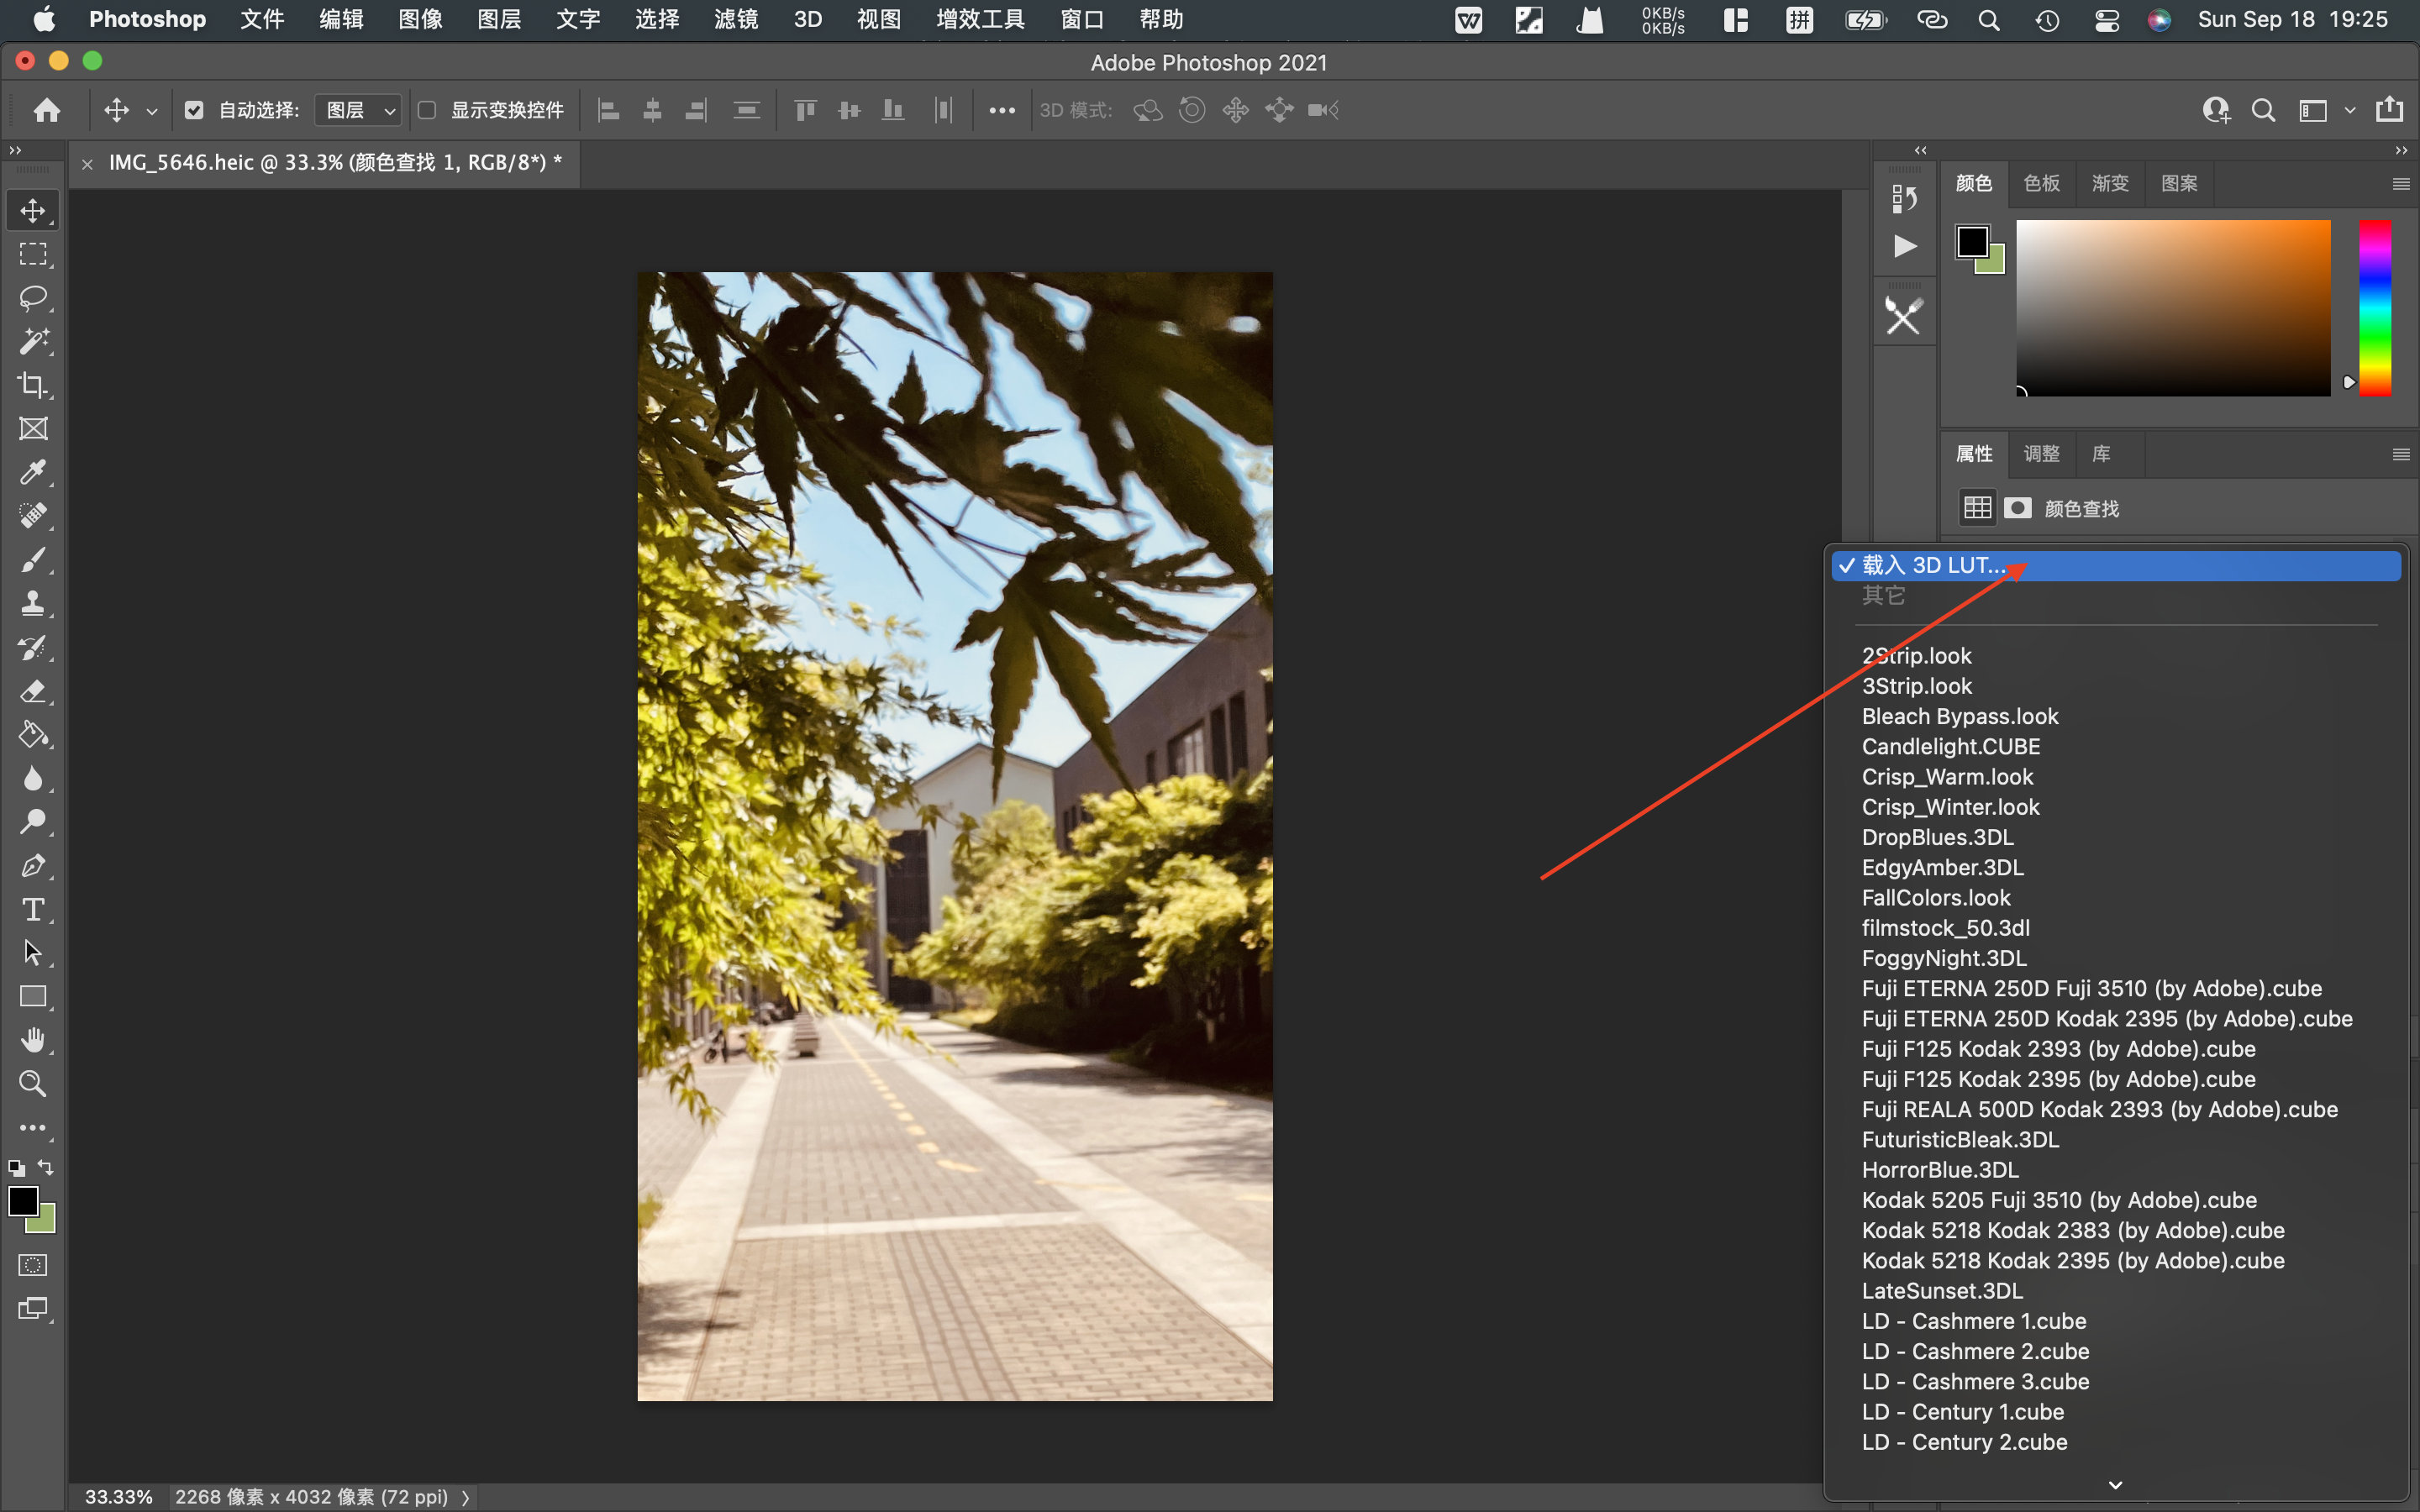 Photoshop 文件 编辑 图像 图层 文字 选择 滤镜 3D 视图 增效工具 窗口 帮助 0KB/s 拼 Sun Sep 18 19:25
0KB/s
Adobe Photoshop 2021
自动选择: 图层 显示变换控件 3D 模式:
IMG_5646.heic @ 33.3% (颜色查找 1, RGB/8*) *
颜色 色板 渐变 图案
属性 调整 库
颜色查找
载入 3D LUT...
其它
2Strip.look
3Strip.look
Bleach Bypass.look
Candlelight.CUBE
Crisp_Warm.look
Crisp_Winter.look
DropBlues.3DL
EdgyAmber.3DL
FallColors.look
filmstock_50.3dl
FoggyNight.3DL
Fuji ETERNA 250D Fuji 3510 (by Adobe).cube
Fuji ETERNA 250D Kodak 2395 (by Adobe).cube
Fuji F125 Kodak 2393 (by Adobe).cube
Fuji F125 Kodak 2395 (by Adobe).cube
Fuji REALA 500D Kodak 2393 (by Adobe).cube
FuturisticBleak.3DL
HorrorBlue.3DL
Kodak 5205 Fuji 3510 (by Adobe).cube
Kodak 5218 Kodak 2383 (by Adobe).cube
Kodak 5218 Kodak 2395 (by Adobe).cube
LateSunset.3DL
LD - Cashmere 1.cube
LD - Cashmere 2.cube
LD - Cashmere 3.cube
LD - Century 1.cube
LD - Century 2.cube
33.33% 2268 像素 x 4032 像素 (72 ppi)